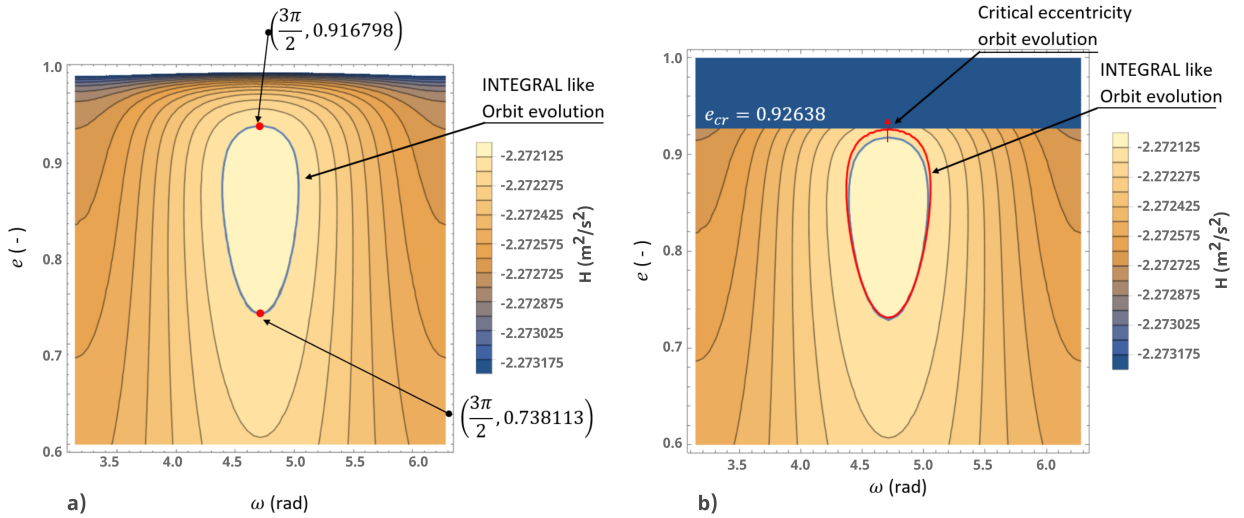 (3π/2, 0.916798)
INTEGRAL like
Orbit evolution
1.0
0.9
0.8
0.7
0.6
e (-)
3.5 4.0 4.5 5.0 5.5 6.0
ω (rad)
-2.272125
-2.272275
-2.272425
-2.272575
-2.272725
-2.272875
-2.273025
-2.273175
H (m²/s²)
(3π/2, 0.738113)
a)
Critical eccentricity
orbit evolution
INTEGRAL like
Orbit evolution
e_cr = 0.92638
1.0
0.9
0.8
0.7
0.6
e (-)
3.5 4.0 4.5 5.0 5.5 6.0
ω (rad)
-2.272125
-2.272275
-2.272425
-2.272575
-2.272725
-2.272875
-2.273025
-2.273175
H (m²/s²)
b)